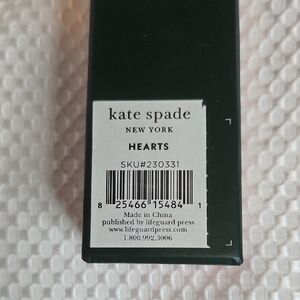 kate spade
NEW YORK
HEARTS
SKU#230331
8 25466 15484 1
Made in China
published by lifeguard press
www.lifeguardpress.com
1.800.992.3006